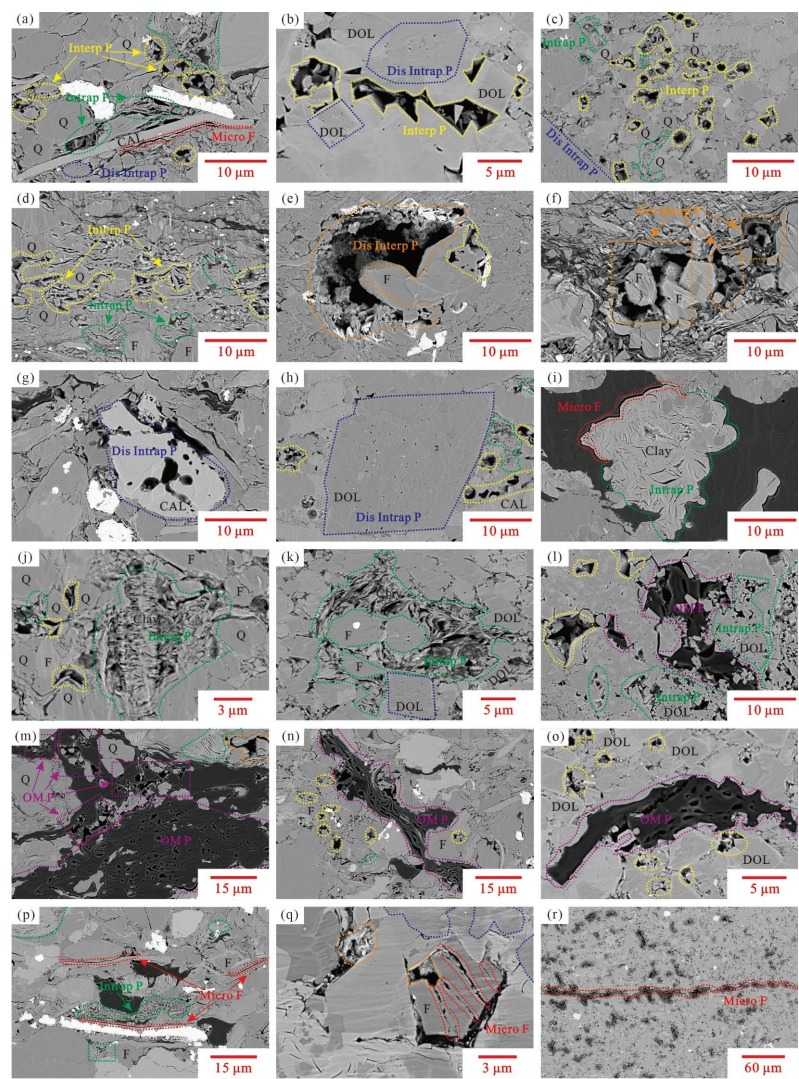 (a)
Q
Q
Interp P
Intrap P
Q
Q
Micro F
CAL
Dis Intrap P
10 μm
(b)
DOL
DOL
Dis Intrap P
DOL
Interp P
5 μm
(c)
F
Intrap P
Q
Q
Q
Interp P
Q
Q
Dis Intrap P
10 μm
(d)
Interp P
Q
Q
Intrap P
Q
F
F
10 μm
(e)
Dis Interp P
F
10 μm
(f)
Dis Interp P
F
F
10 μm
(g)
Dis Intrap P
CAL
10 μm
(h)
DOL
Dis Intrap P
CAL
10 μm
(i)
Micro F
Clay
Intrap P
10 μm
(j)
F
Q
Q
Q
F
Clay
Intrap P
Q
Q
F
Q
3 μm
(k)
DOL
F
F
Intrap P
DOL
DOL
5 μm
(l)
OM P
Intrap P
DOL
Intrap P
DOL
10 μm
(m)
Q
Q
Q
OM P
OM P
15 μm
(n)
OM P
F
15 μm
(o)
DOL
DOL
DOL
OM P
DOL
5 μm
(p)
F
Intrap P
Micro F
F
15 μm
(q)
F
Micro F
3 μm
(r)
Micro F
60 μm